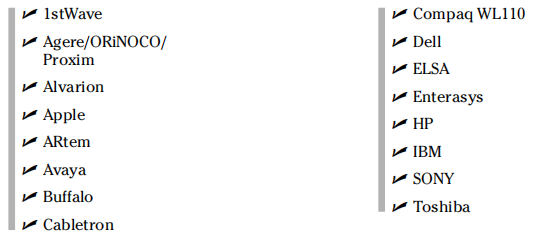 1stWave
Agere/ORiNOCO/
Proxim
Alvarion
Apple
ARtem
Avaya
Buffalo
Cabletron
Compaq WL110
Dell
ELSA
Enterasys
HP
IBM
SONY
Toshiba